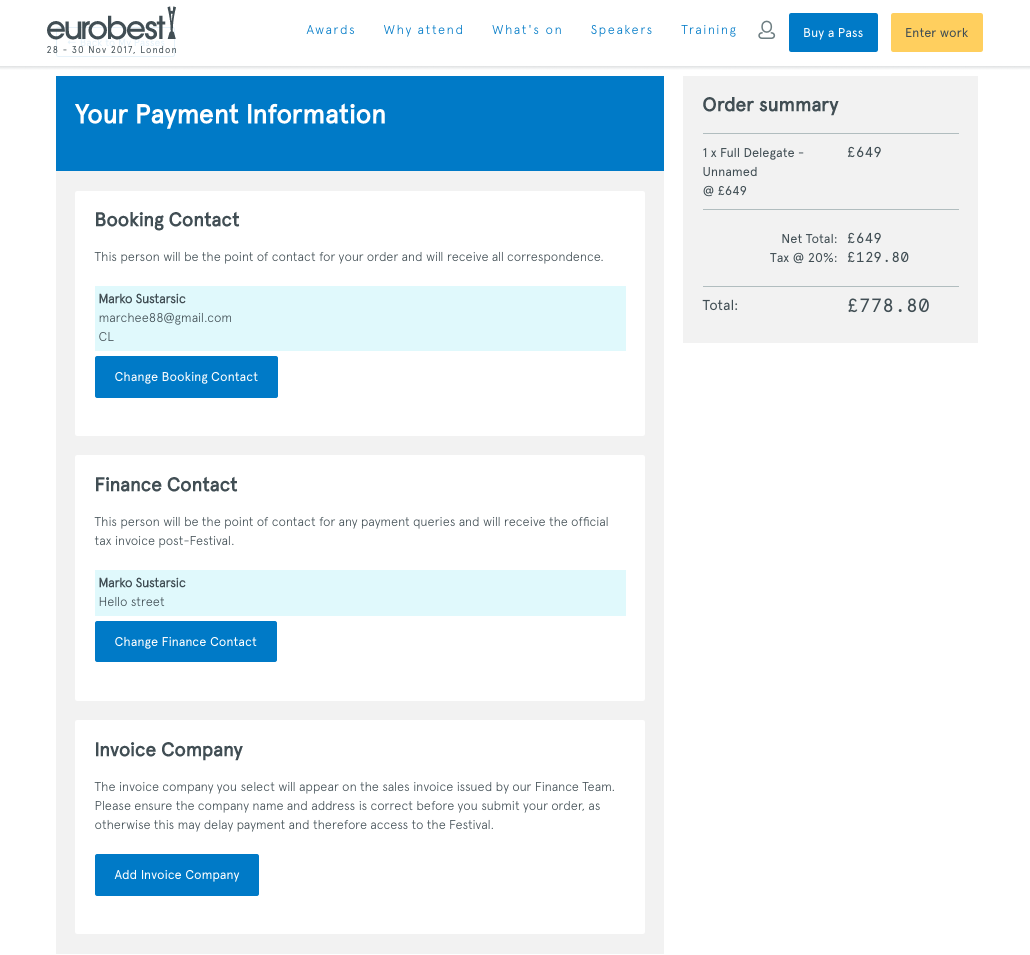 eurobest
28 - 30 Nov 2017, London
Awards
Why attend
What's on
Speakers
Training
Buy a Pass
Enter work
Your Payment Information
Booking Contact
This person will be the point of contact for your order and will receive all correspondence.
Marko Sustarsic
marchee88@gmail.com
CL
Change Booking Contact
Finance Contact
This person will be the point of contact for any payment queries and will receive the official
tax invoice post-Festival.
Marko Sustarsic
Hello street
Change Finance Contact
Invoice Company
The invoice company you select will appear on the sales invoice issued by our Finance Team.
Please ensure the company name and address is correct before you submit your order, as
otherwise this may delay payment and therefore access to the Festival.
Add Invoice Company
Order summary
1 x Full Delegate - £649
Unnamed
@ £649
Net Total: £649
Tax @ 20%: £129.80
Total: £778.80